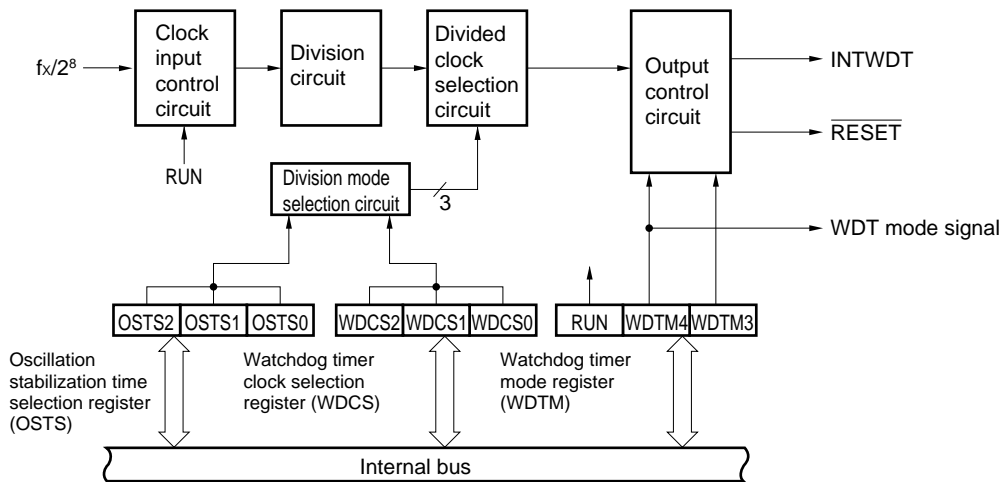 Clock
input
control
circuit
Division
circuit
Divided
clock
selection
circuit
Output
control
circuit
fx/2⁸
INTWDT
RESET
RUN
Division mode
selection circuit
3
WDT mode signal
OSTS2 OSTS1 OSTS0
WDCS2 WDCS1 WDCS0
RUN WDTM4 WDTM3
Oscillation
stabilization time
selection register
(OSTS)
Watchdog timer
clock selection
register (WDCS)
Watchdog timer
mode register
(WDTM)
Internal bus